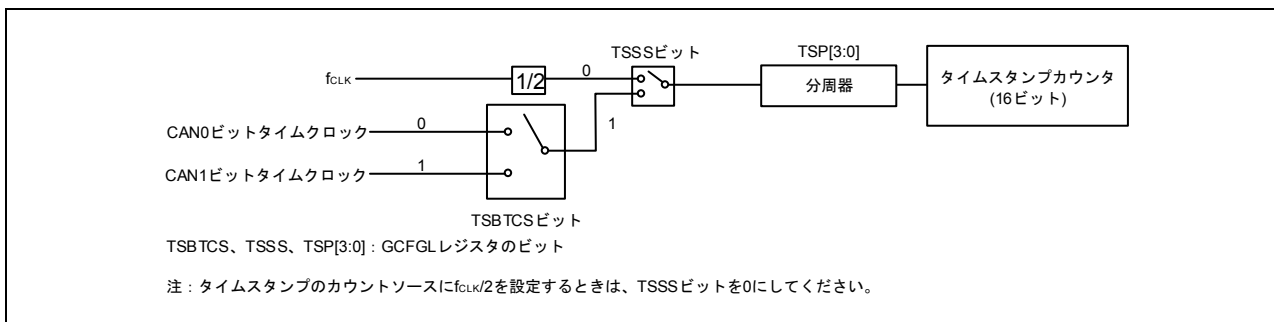 TSSSビット
TSP[3:0]
fCLK
1/2
0
分周器
タイムスタンプカウンタ
(16ビット)
CAN0ビットタイムクロック
0
1
CAN1ビットタイムクロック
1
TSBTCSビット
TSBTCS、TSSS、TSP[3:0]：GCFGLレジスタのビット
注：タイムスタンプのカウントソースにfCLK/2を設定するときは、TSSSビットを0にしてください。